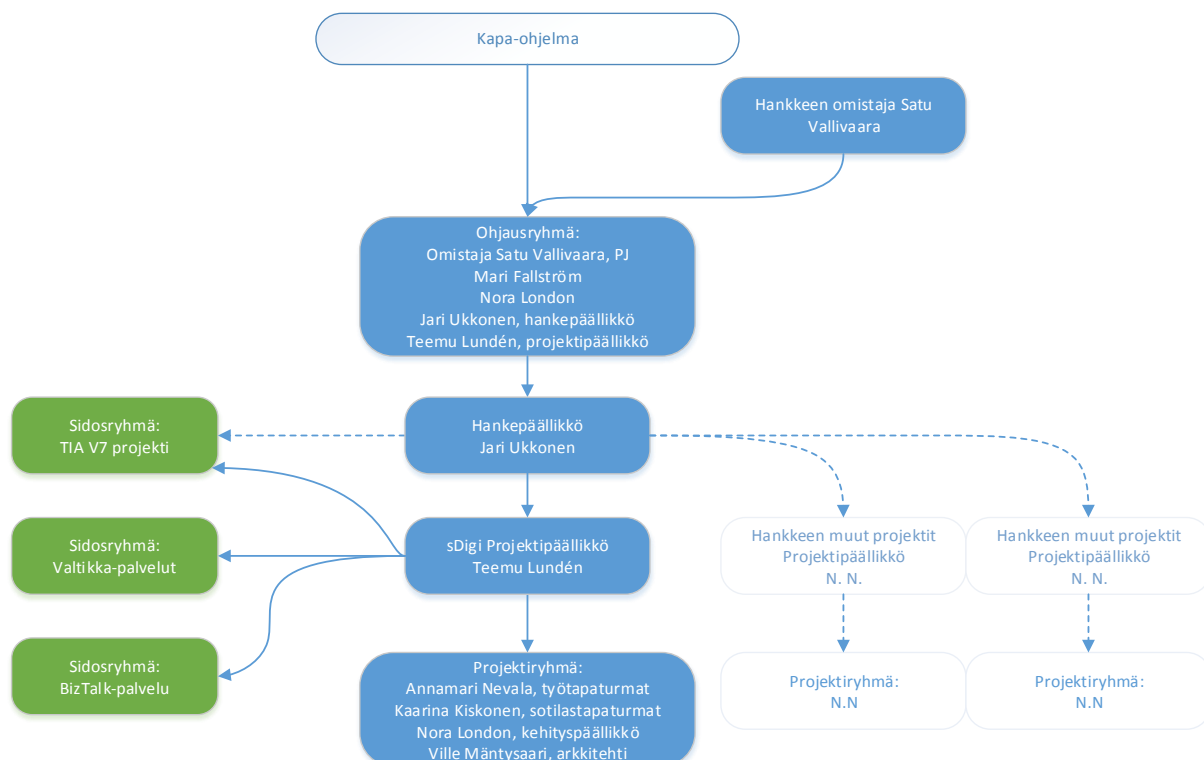 Kapa-ohjelma
Hankkeen omistaja Satu
Vallivaara
Ohjausryhmä:
Omistaja Satu Vallivaara, PJ
Mari Fallström
Nora London
Jari Ukkonen, hankepäällikkö
Teemu Lundén, projektipäällikkö
Sidosryhmä:
TIA V7 projekti
Hankepäällikkö
Jari Ukkonen
Sidosryhmä:
Valtikka-palvelut
sDigi Projektipäällikkö
Teemu Lundén
Hankkeen muut projektit
Projektipäällikkö
N. N.
Hankkeen muut projektit
Projektipäällikkö
N. N.
Sidosryhmä:
BizTalk-palvelu
Projektiryhmä:
Annamari Nevala, työtapaturmat
Kaarina Kiskonen, sotilastapaturmat
Nora London, kehityspäällikkö
Ville Mäntysaari, arkkitehti
Projektiryhmä:
N.N
Projektiryhmä:
N.N